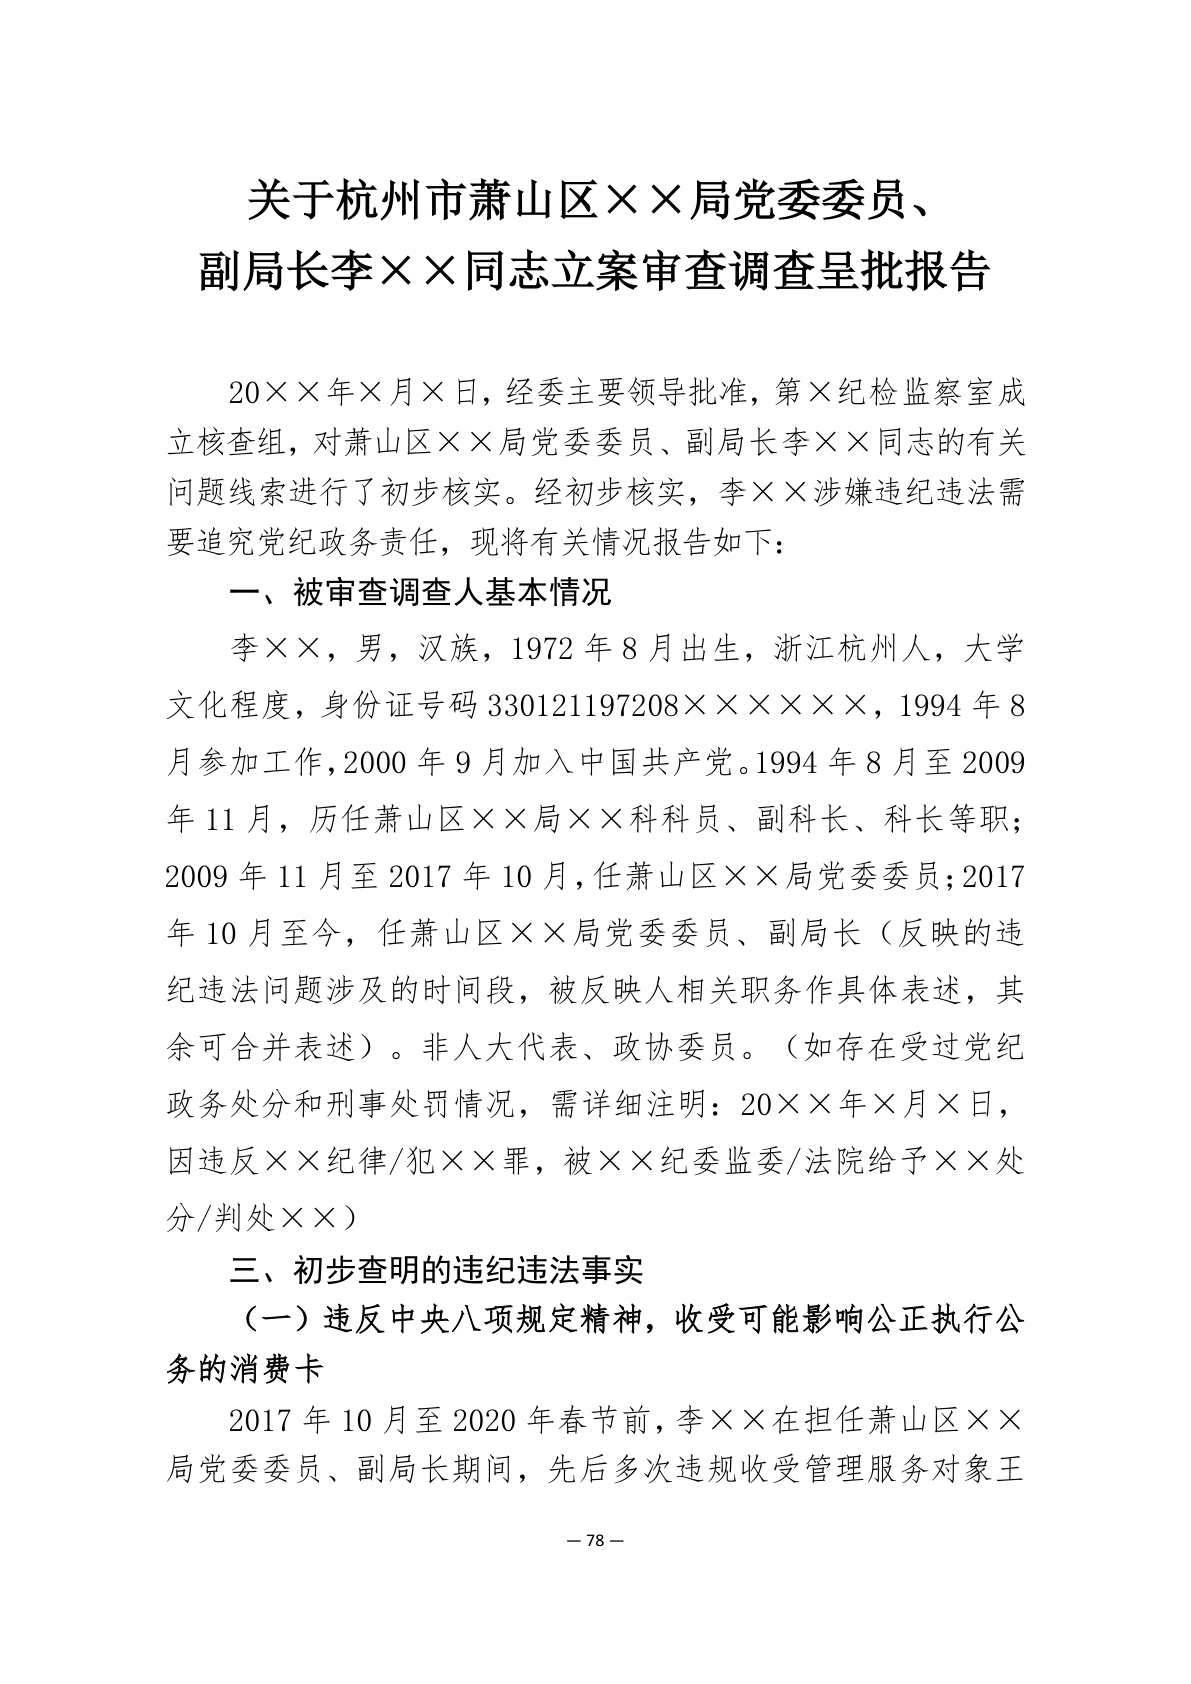 关于杭州市萧山区××局党委委员、
副局长李××同志立案审查调查呈批报告
20××年×月×日，经委主要领导批准，第×纪检监察室成
立核查组，对萧山区××局党委委员、副局长李××同志的有关
问题线索进行了初步核实。经初步核实，李××涉嫌违纪违法需
要追究党纪政务责任，现将有关情况报告如下：
一、被审查调查人基本情况
李××，男，汉族，1972年8月出生，浙江杭州人，大学
文化程度，身份证号码330121197208××××××，1994年8
月参加工作，2000年9月加入中国共产党。1994年8月至2009
年11月，历任萧山区××局××科科员、副科长、科长等职；
2009年11月至2017年10月，任萧山区××局党委委员；2017
年10月至今，任萧山区××局党委委员、副局长（反映的违
纪违法问题涉及的时间段，被反映人相关职务作具体表述，其
余可合并表述）。非人大代表、政协委员。（如存在受过党纪
政务处分和刑事处罚情况，需详细注明：20××年×月×日，
因违反××纪律/犯××罪，被××纪委监委/法院给予××处
分/判处××）
三、初步查明的违纪违法事实
（一）违反中央八项规定精神，收受可能影响公正执行公
务的消费卡
2017年10月至2020年春节前，李××在担任萧山区××
局党委委员、副局长期间，先后多次违规收受管理服务对象王
— 78 —